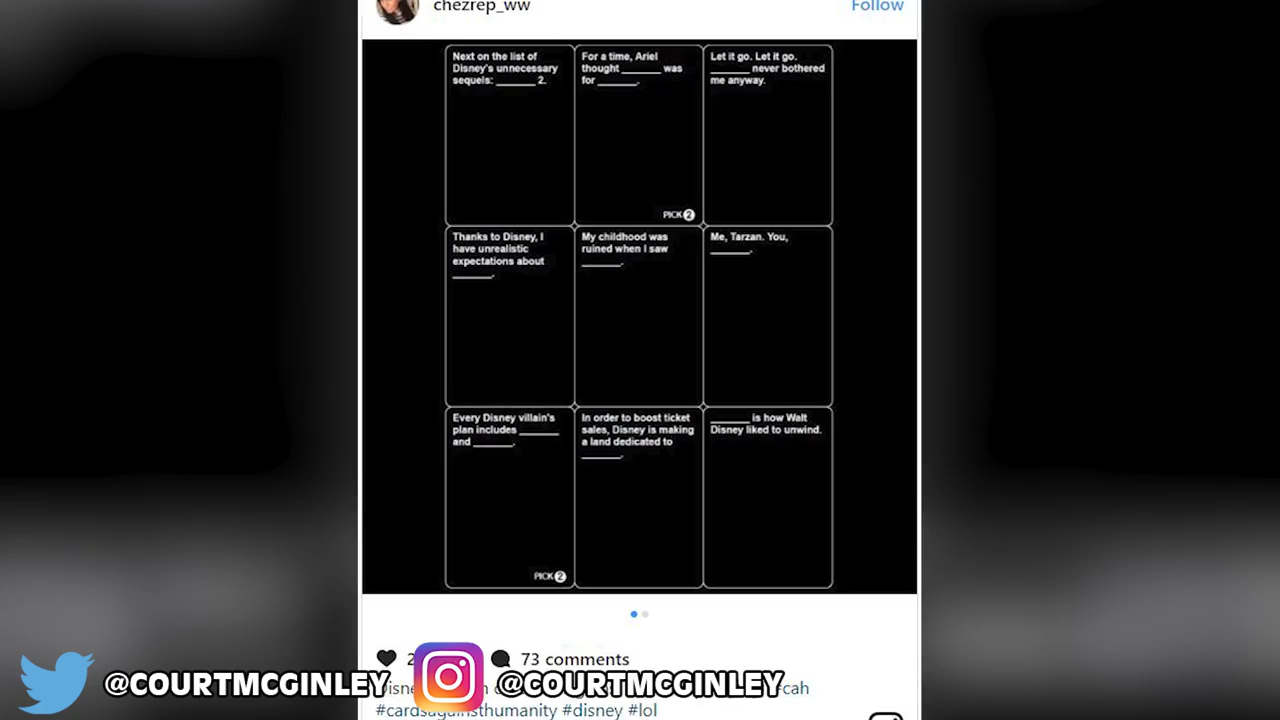 chezrep_ww
Follow
Next on the list of
Disney's unnecessary
sequels: _______ 2.
For a time, Ariel
thought _______ was
for _______.
PICK 2
Let it go. Let it go.
_______ never bothered
me anyway.
Thanks to Disney, I
have unrealistic
expectations about
_______.
My childhood was
ruined when I saw
_______.
Me, Tarzan. You,
_______.
Every Disney villain's
plan includes _______
and _______.
PICK 2
In order to boost ticket
sales, Disney is making
a land dedicated to
_______.
_______ is how Walt
Disney liked to unwind.
73 comments
@COURTMCGINLEY
@COURTMCGINLEY
#cardsagainsthumanity #disney #lol